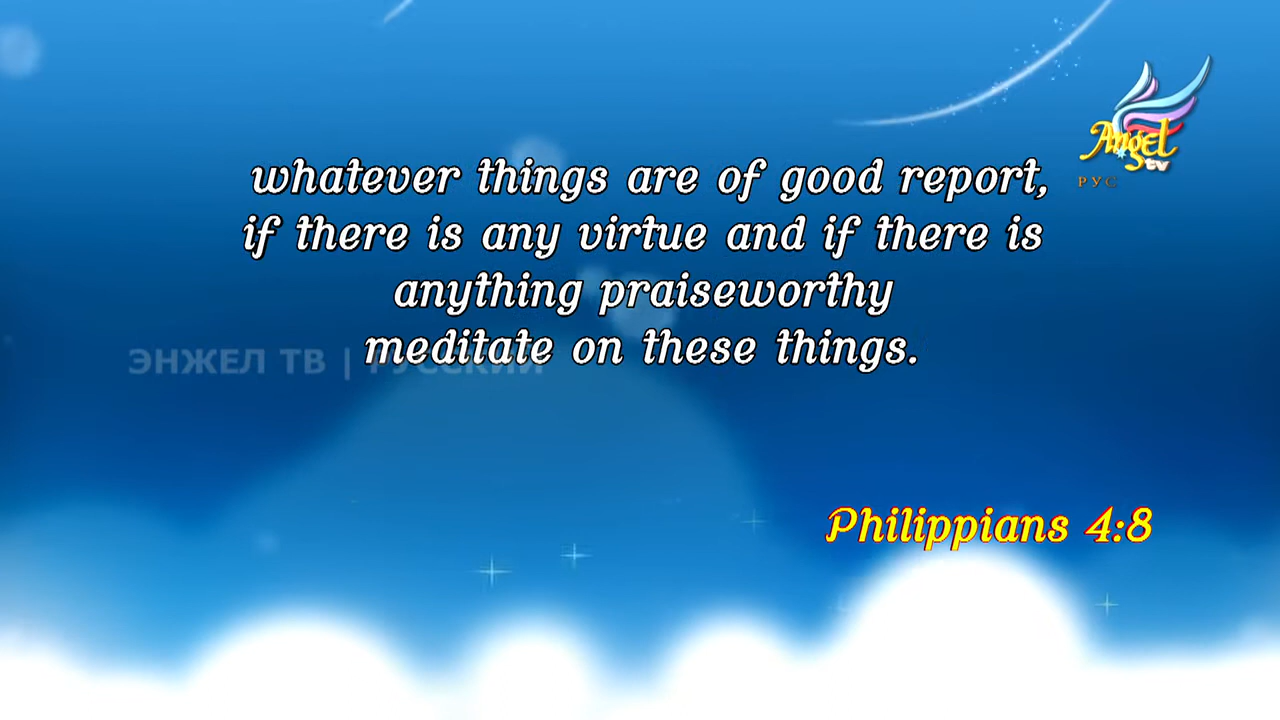 Angel
tv
РУС
whatever things are of good report,
if there is any virtue and if there is
anything praiseworthy
meditate on these things.
ЭНЖЕЛ ТВ | РУССКИЙ
Philippians 4:8